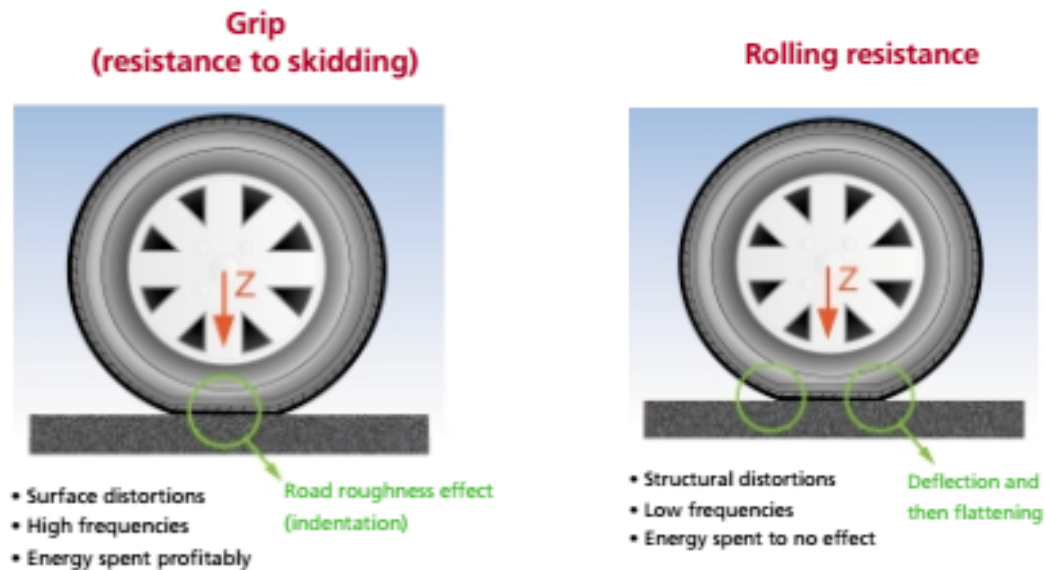 Grip
(resistance to skidding)
Z
Road roughness effect
(indentation)
• Surface distortions
• High frequencies
• Energy spent profitably
Rolling resistance
Z
Deflection and
then flattening
• Structural distortions
• Low frequencies
• Energy spent to no effect